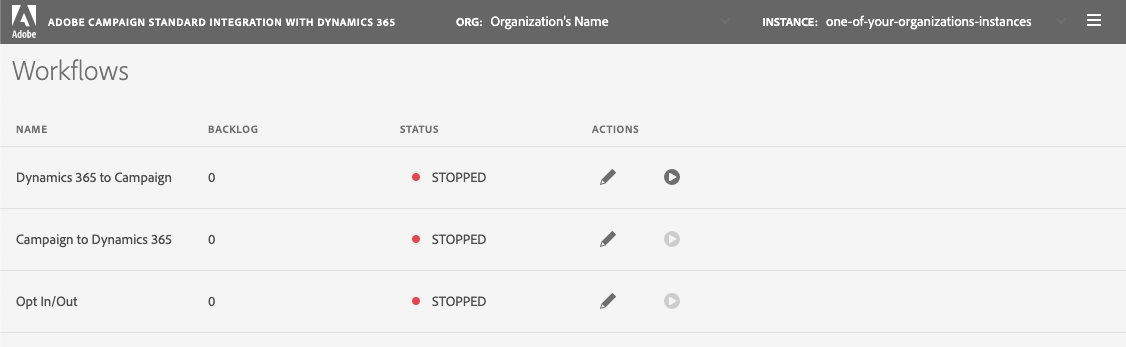 Adobe
ADOBE CAMPAIGN STANDARD INTEGRATION WITH DYNAMICS 365 ORG: Organization's Name INSTANCE: one-of-your-organizations-instances
Workflows
NAME BACKLOG STATUS ACTIONS
Dynamics 365 to Campaign 0 STOPPED
Campaign to Dynamics 365 0 STOPPED
Opt In/Out 0 STOPPED